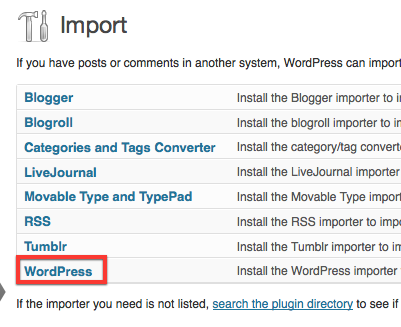 Import
If you have posts or comments in another system, WordPress can import
Blogger Install the Blogger importer to
Blogroll Install the blogroll importer to
Categories and Tags Converter Install the category/tag
LiveJournal Install the LiveJournal importer
Movable Type and TypePad Install the Movable Type
RSS Install the RSS importer to
Tumblr Install the Tumblr importer to
WordPress Install the WordPress importer
If the importer you need is not listed, search the plugin directory to see if